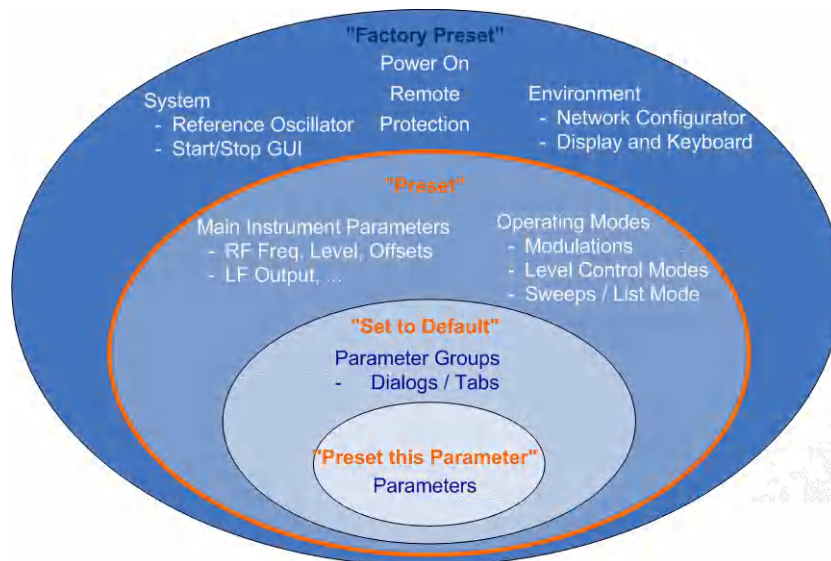 "Factory Preset"
Power On
Remote
Protection
System
- Reference Oscillator
- Start/Stop GUI
Environment
- Network Configurator
- Display and Keyboard
"Preset"
Main Instrument Parameters
- RF Freq, Level, Offsets
- LF Output, ...
Operating Modes
- Modulations
- Level Control Modes
- Sweeps / List Mode
"Set to Default"
Parameter Groups
- Dialogs / Tabs
"Preset this Parameter"
Parameters